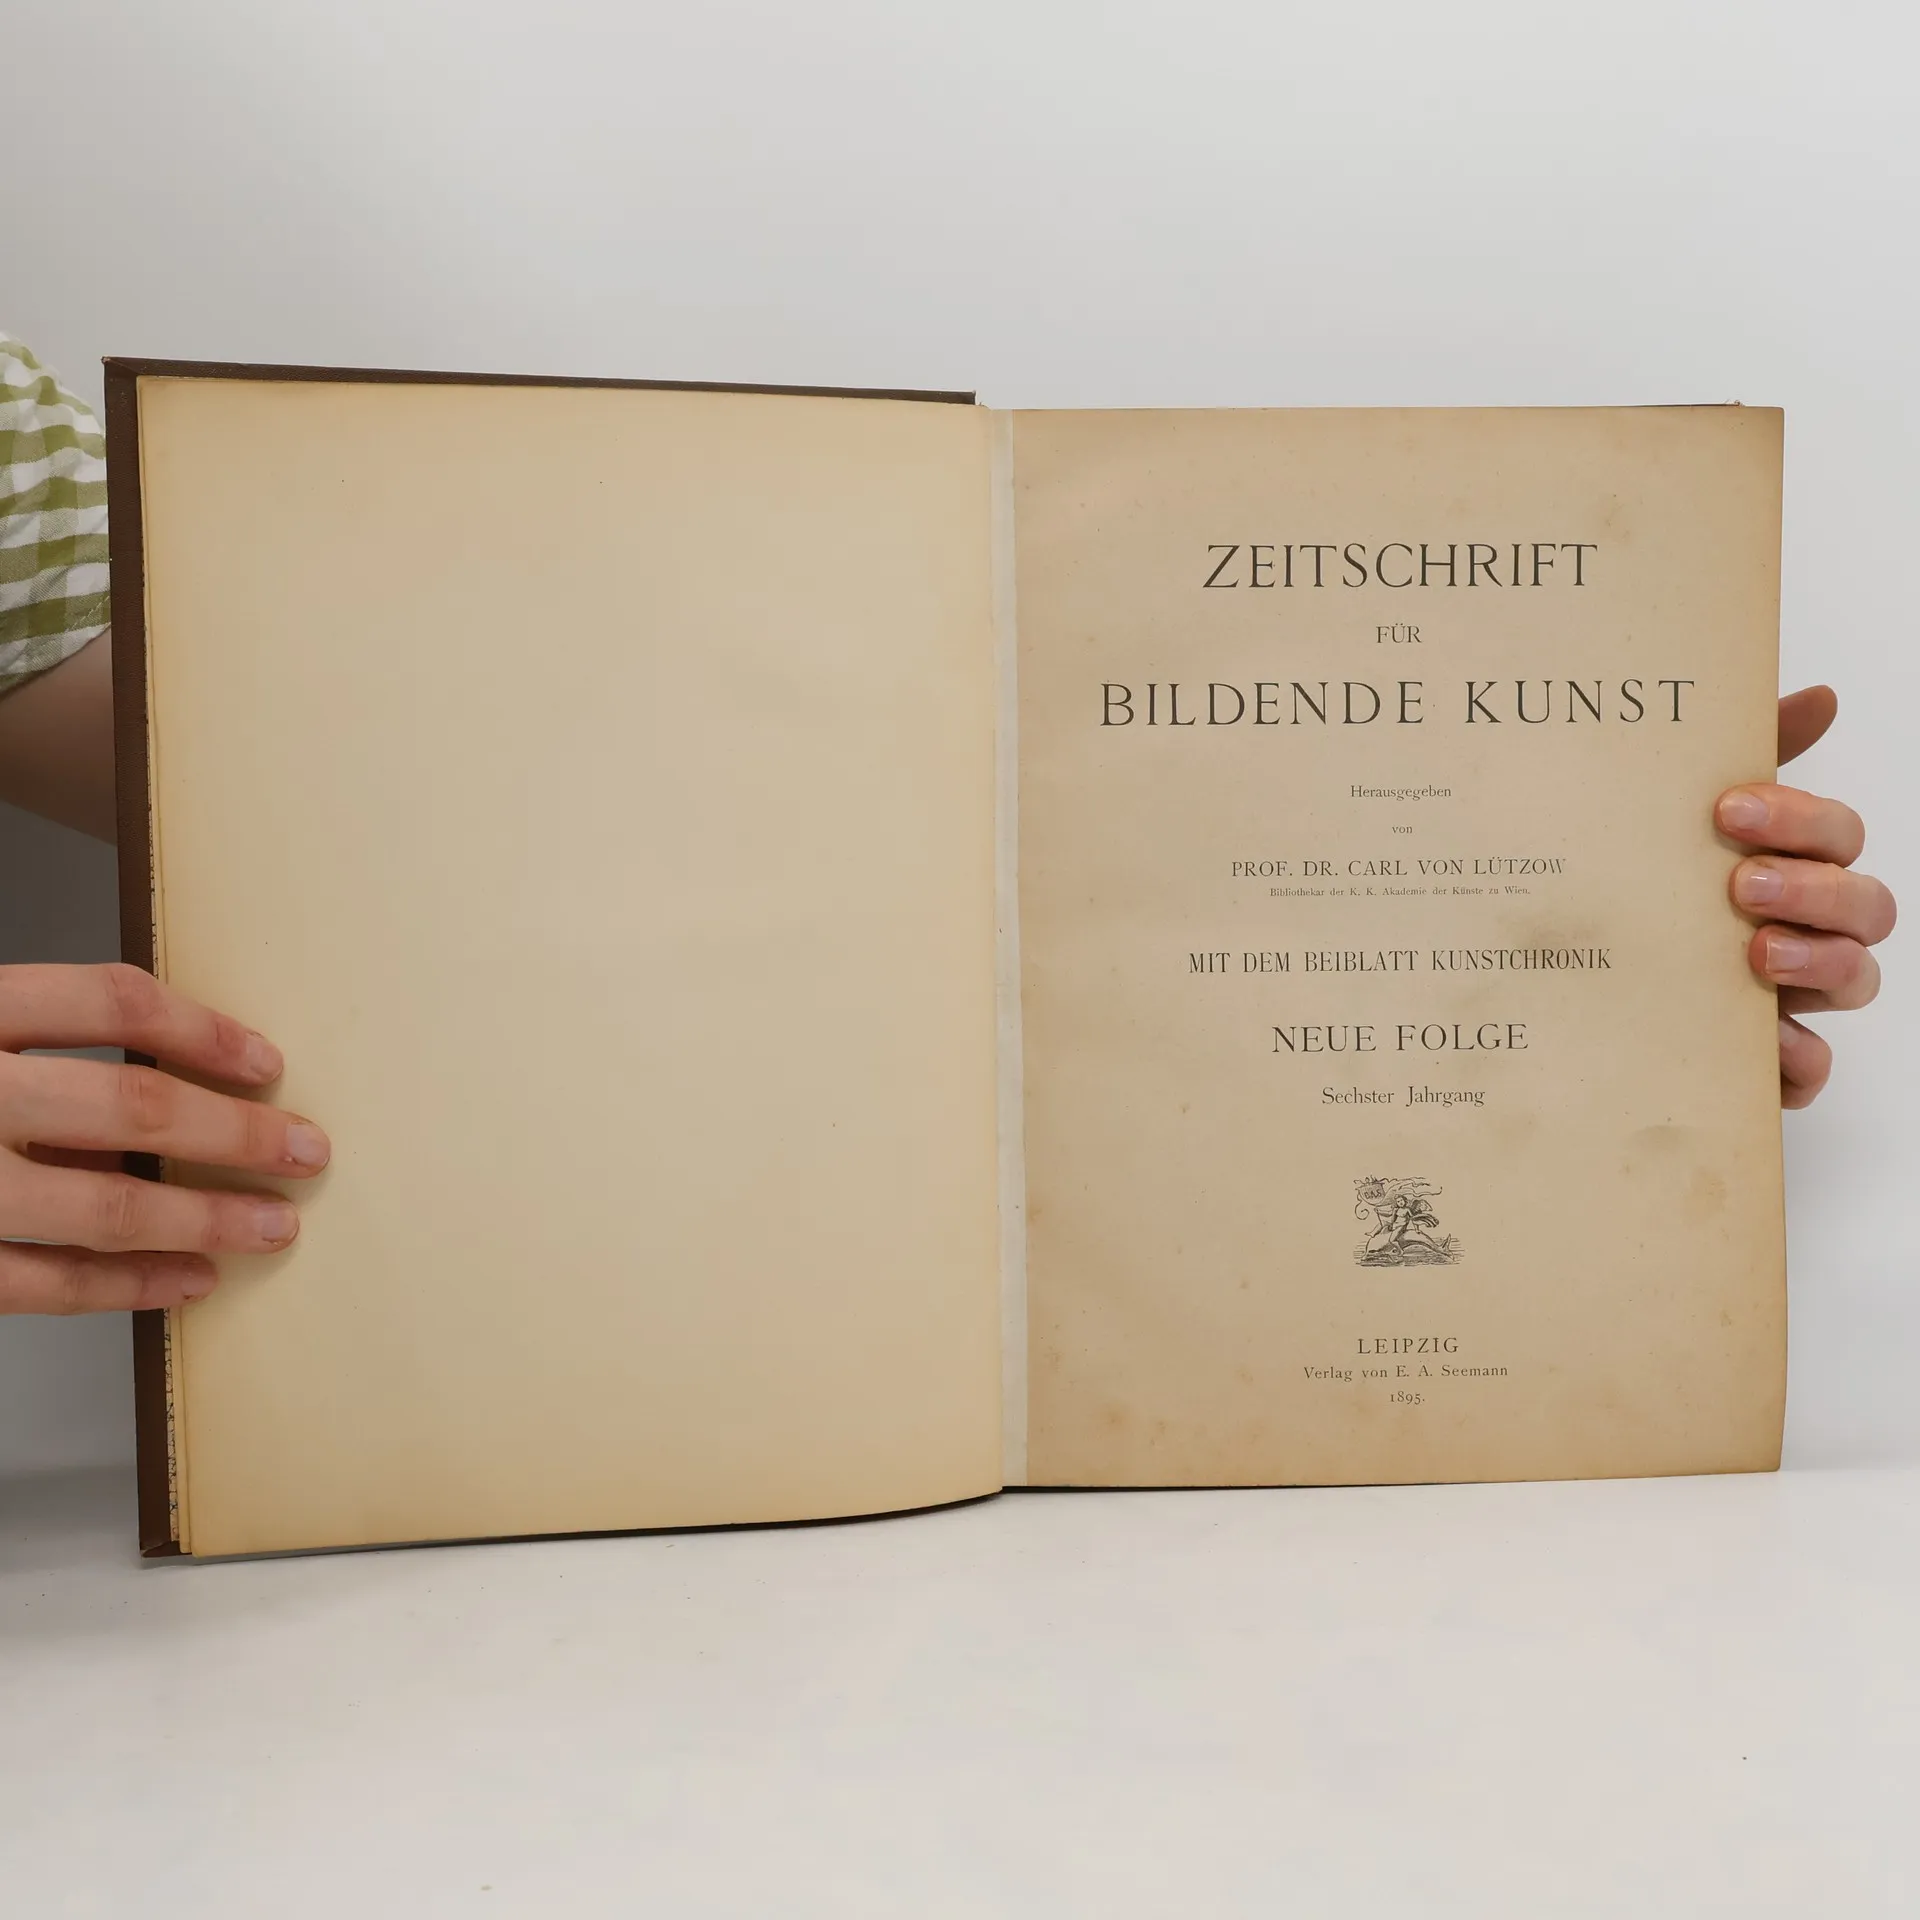 ZEITSCHRIFT
FÜR
BILDENDE KUNST
Herausgegeben
von
PROF. DR. CARL VON LÜTZOW
Bibliothekar der K. K. Akademie der Künste zu Wien.
MIT DEM BEIBLATT KUNSTCHRONIK
NEUE FOLGE
Sechster Jahrgang
LEIPZIG
Verlag von E. A. Seemann
1895.